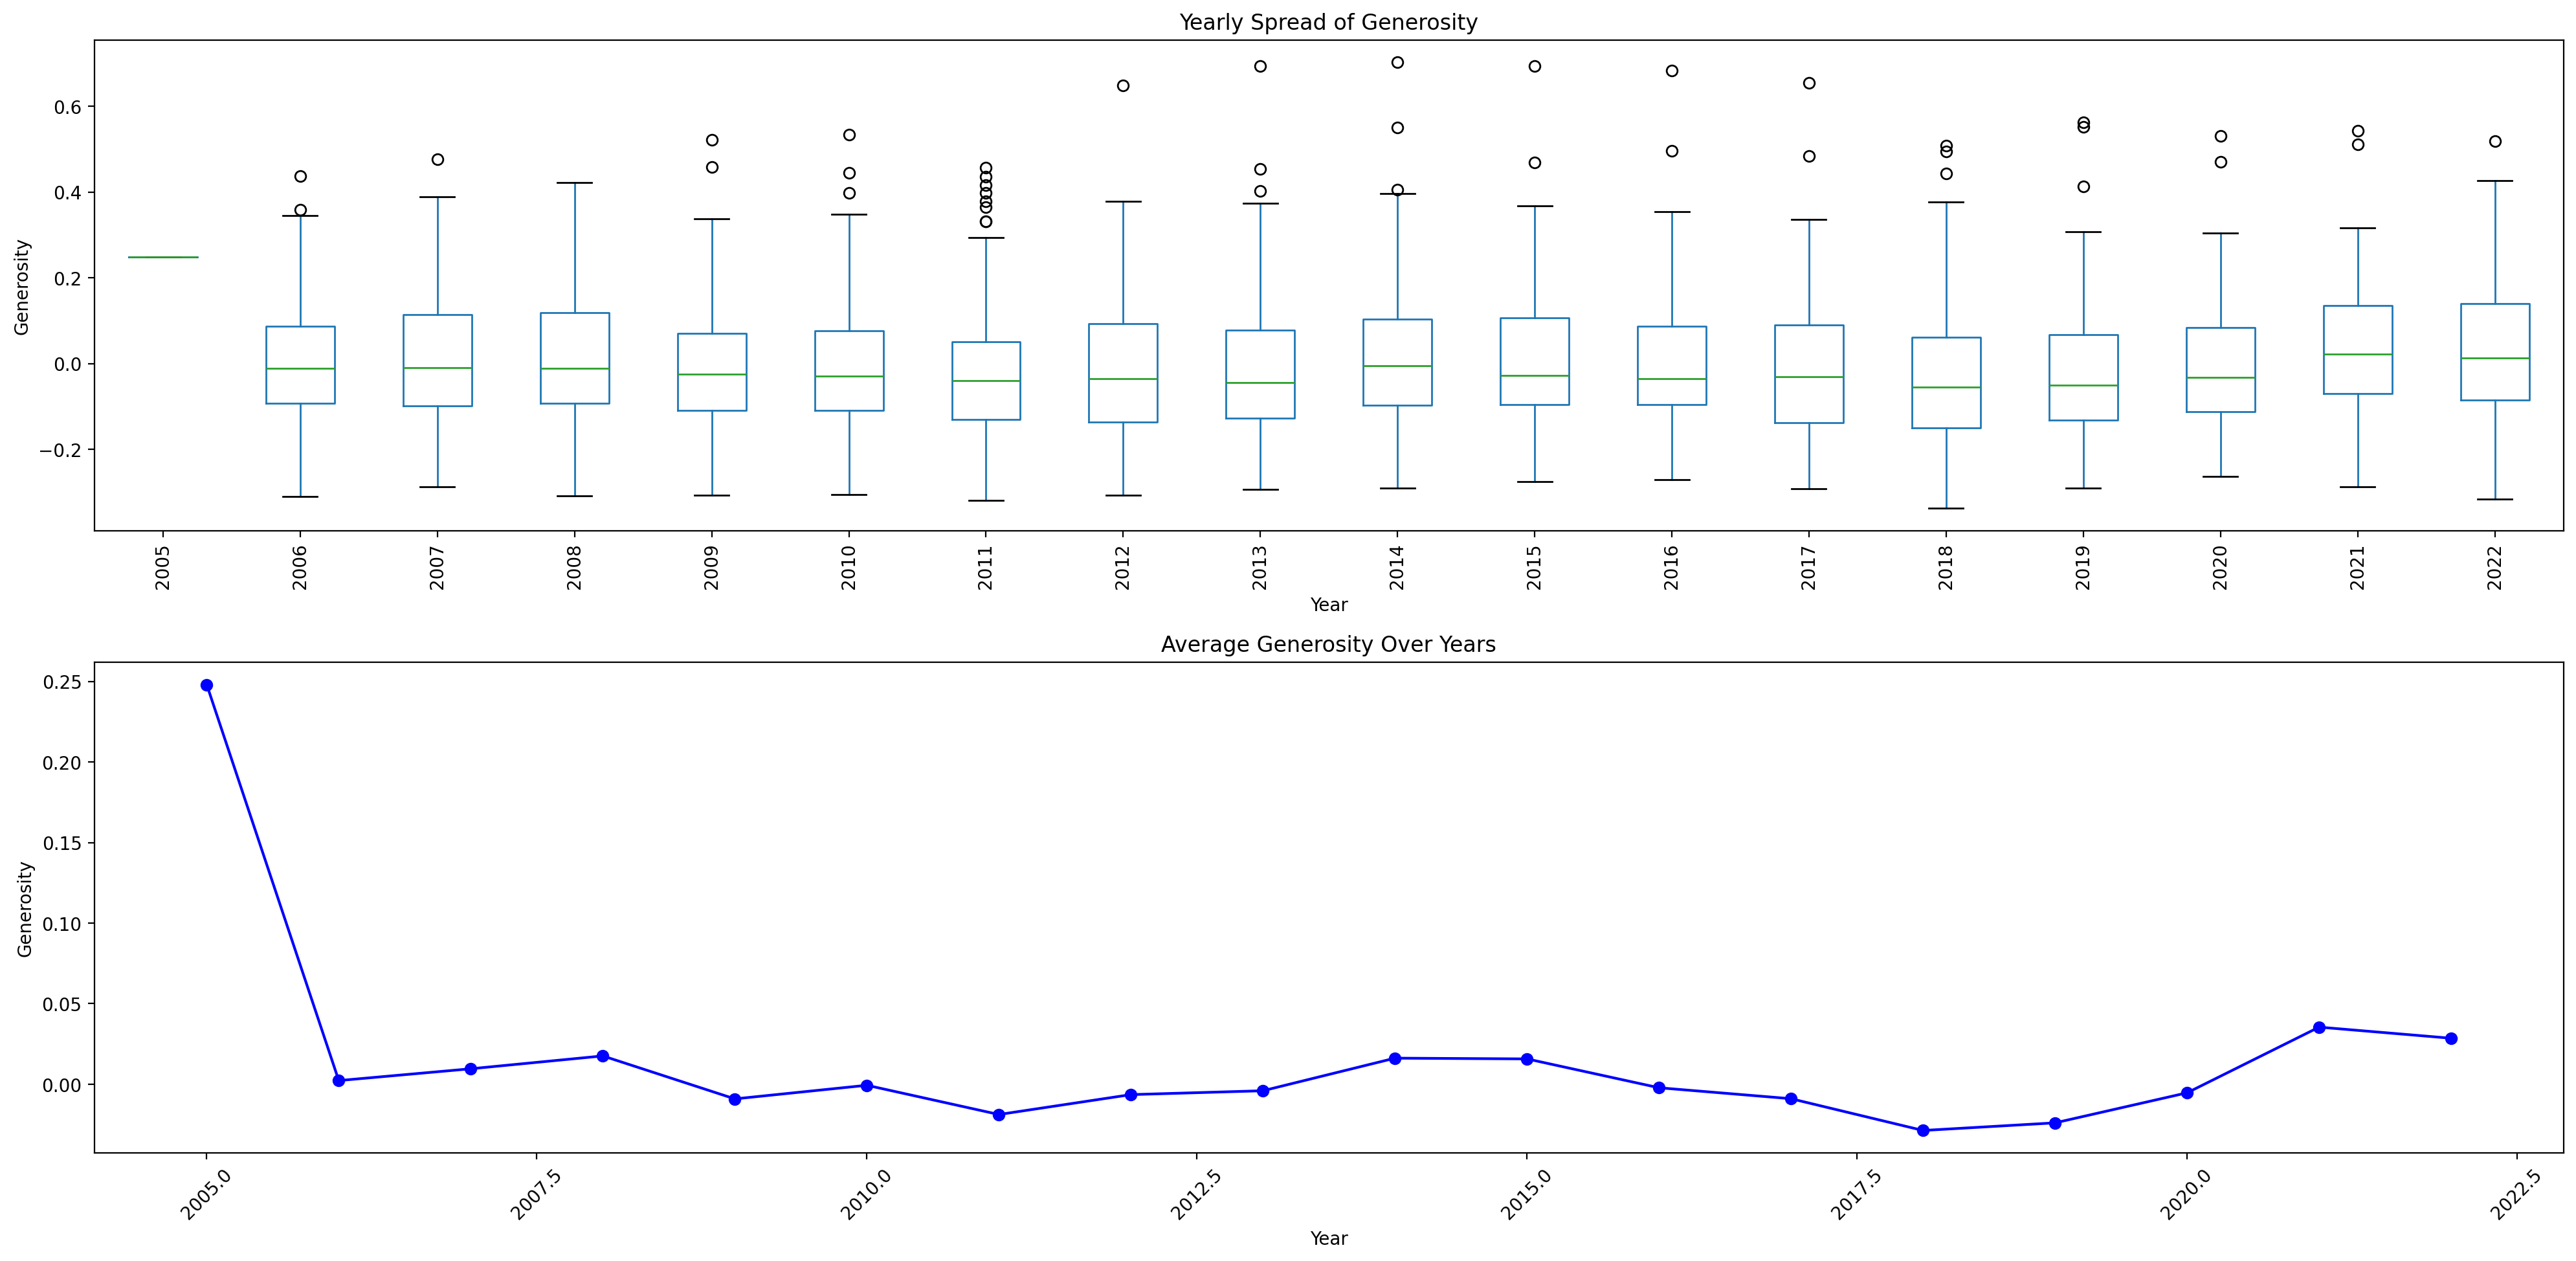 Yearly Spread of Generosity
Generosity
0.6
0.4
0.2
0.0
−0.2
2005 2006 2007 2008 2009 2010 2011 2012 2013 2014 2015 2016 2017 2018 2019 2020 2021 2022
Year
Average Generosity Over Years
Generosity
0.25
0.20
0.15
0.10
0.05
0.00
2005.0 2007.5 2010.0 2012.5 2015.0 2017.5 2020.0 2022.5
Year